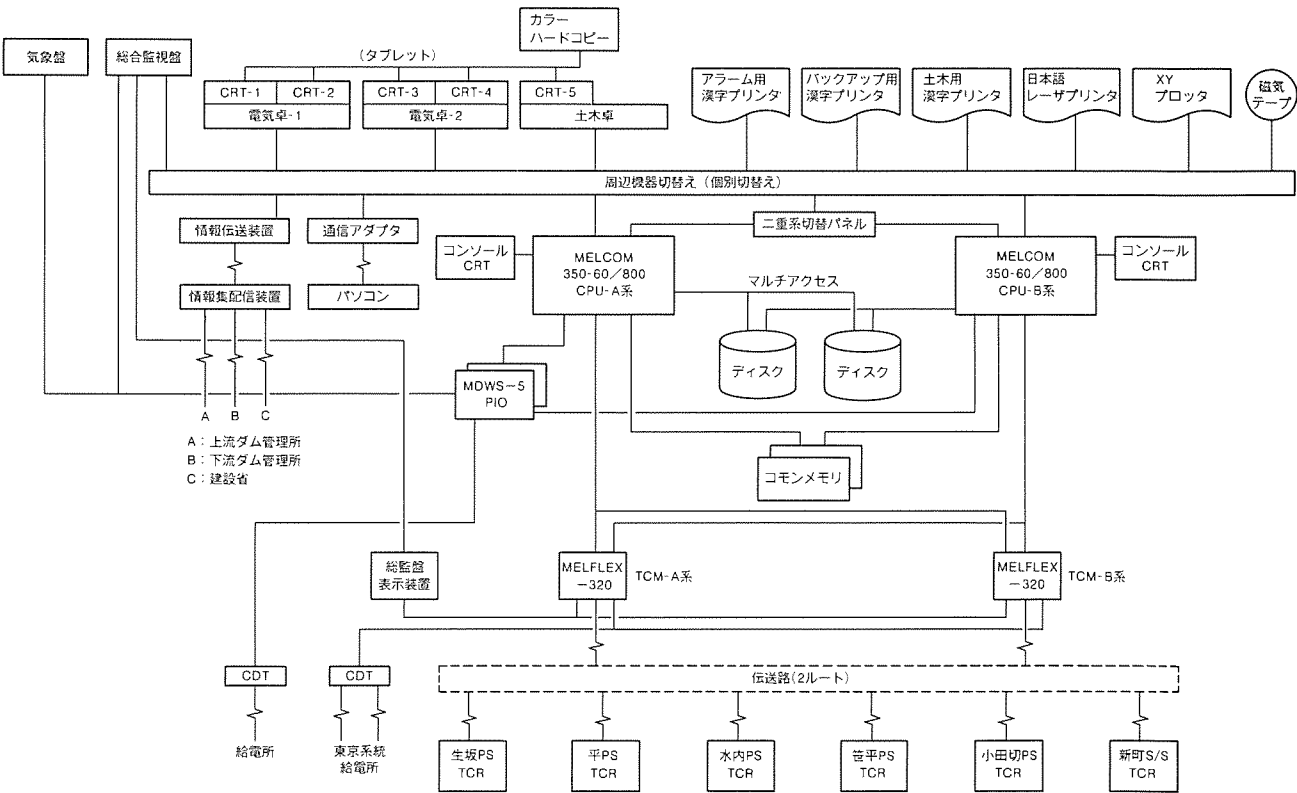 カラー
ハードコピー
気象盤
総合監視盤
(タブレット)
CRT-1
CRT-2
電気卓-1
CRT-3
CRT-4
電気卓-2
CRT-5
土木卓
アラーム用
漢字プリンタ
バックアップ用
漢字プリンタ
土木用
漢字プリンタ
日本語
レーザプリンタ
XY
プロッタ
磁気
テープ
周辺機器切替え(個別切替え)
情報伝送装置
通信アダプタ
二重系切替パネル
コンソール
CRT
MELCOM
350-60/800
CPU-A系
MELCOM
350-60/800
CPU-B系
コンソール
CRT
情報集配信装置
パソコン
マルチアクセス
ディスク
ディスク
MDWS-5
PIO
A
B
C
A:上流ダム管理所
B:下流ダム管理所
C:建設省
コモンメモリ
総監盤
表示装置
MELFLEX
-320
TCM-A系
MELFLEX
-320
TCM-B系
CDT
CDT
伝送路(2ルート)
給電所
東京系統
給電所
生坂PS
TCR
平PS
TCR
水内PS
TCR
笹平PS
TCR
小田切PS
TCR
新町S/S
TCR